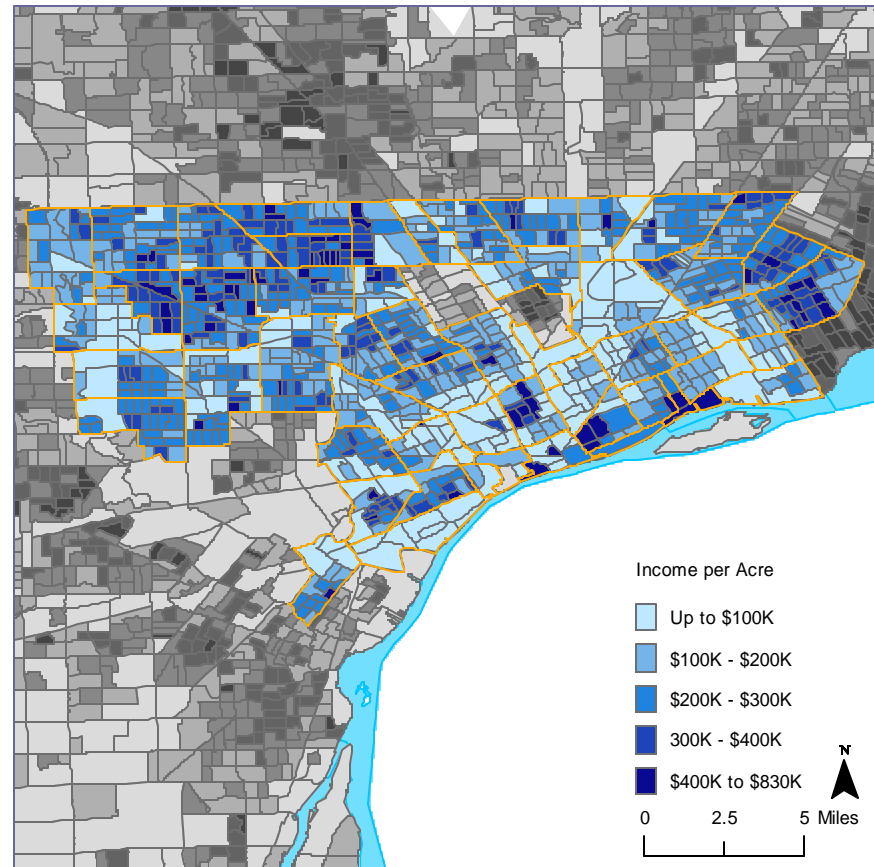 Income per Acre
Up to $100K
$100K - $200K
$200K - $300K
300K - $400K
$400K to $830K
N
0 2.5 5 Miles